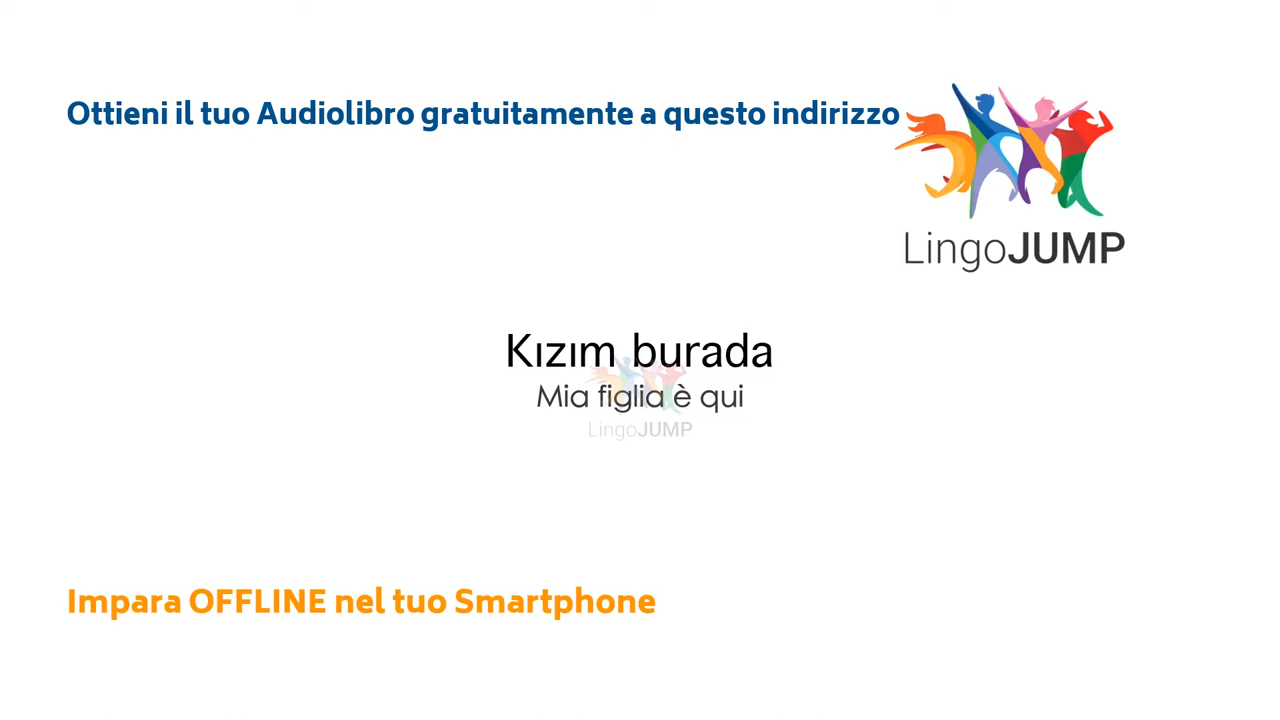 Ottieni il tuo Audiolibro gratuitamente a questo indirizzo
LingoJUMP
Kızım burada
Mia figlia è qui
LingoJUMP
Impara OFFLINE nel tuo Smartphone